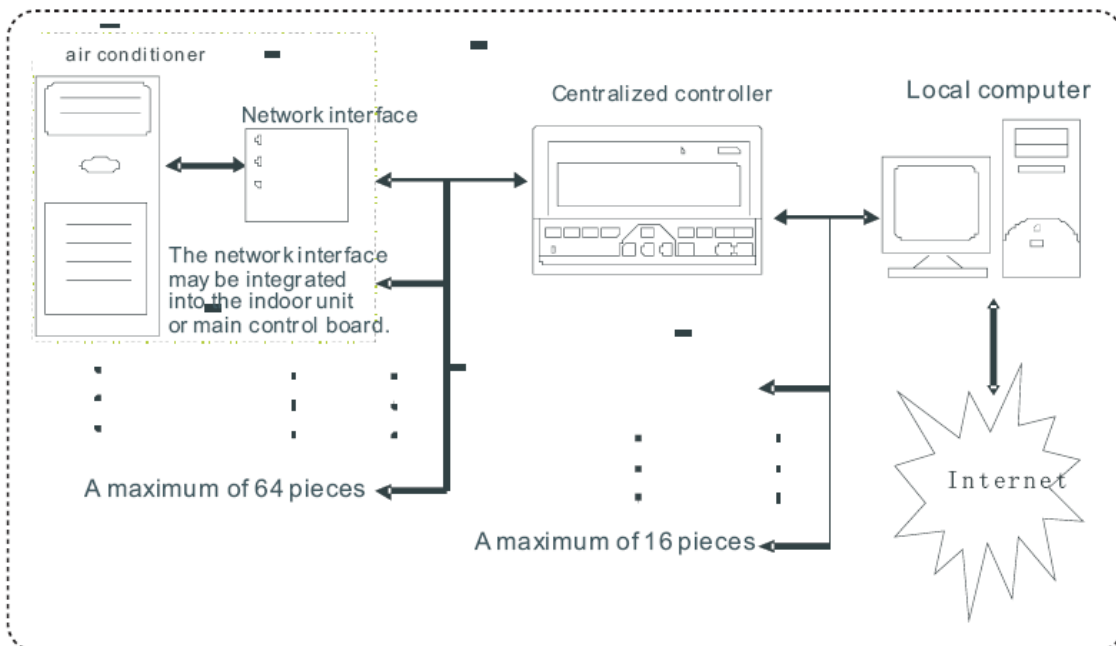 air conditioner
Network interface
Centralized controller
Local computer
The network interface
may be integrated
into the indoor unit
or main control board.
A maximum of 64 pieces
A maximum of 16 pieces
Internet